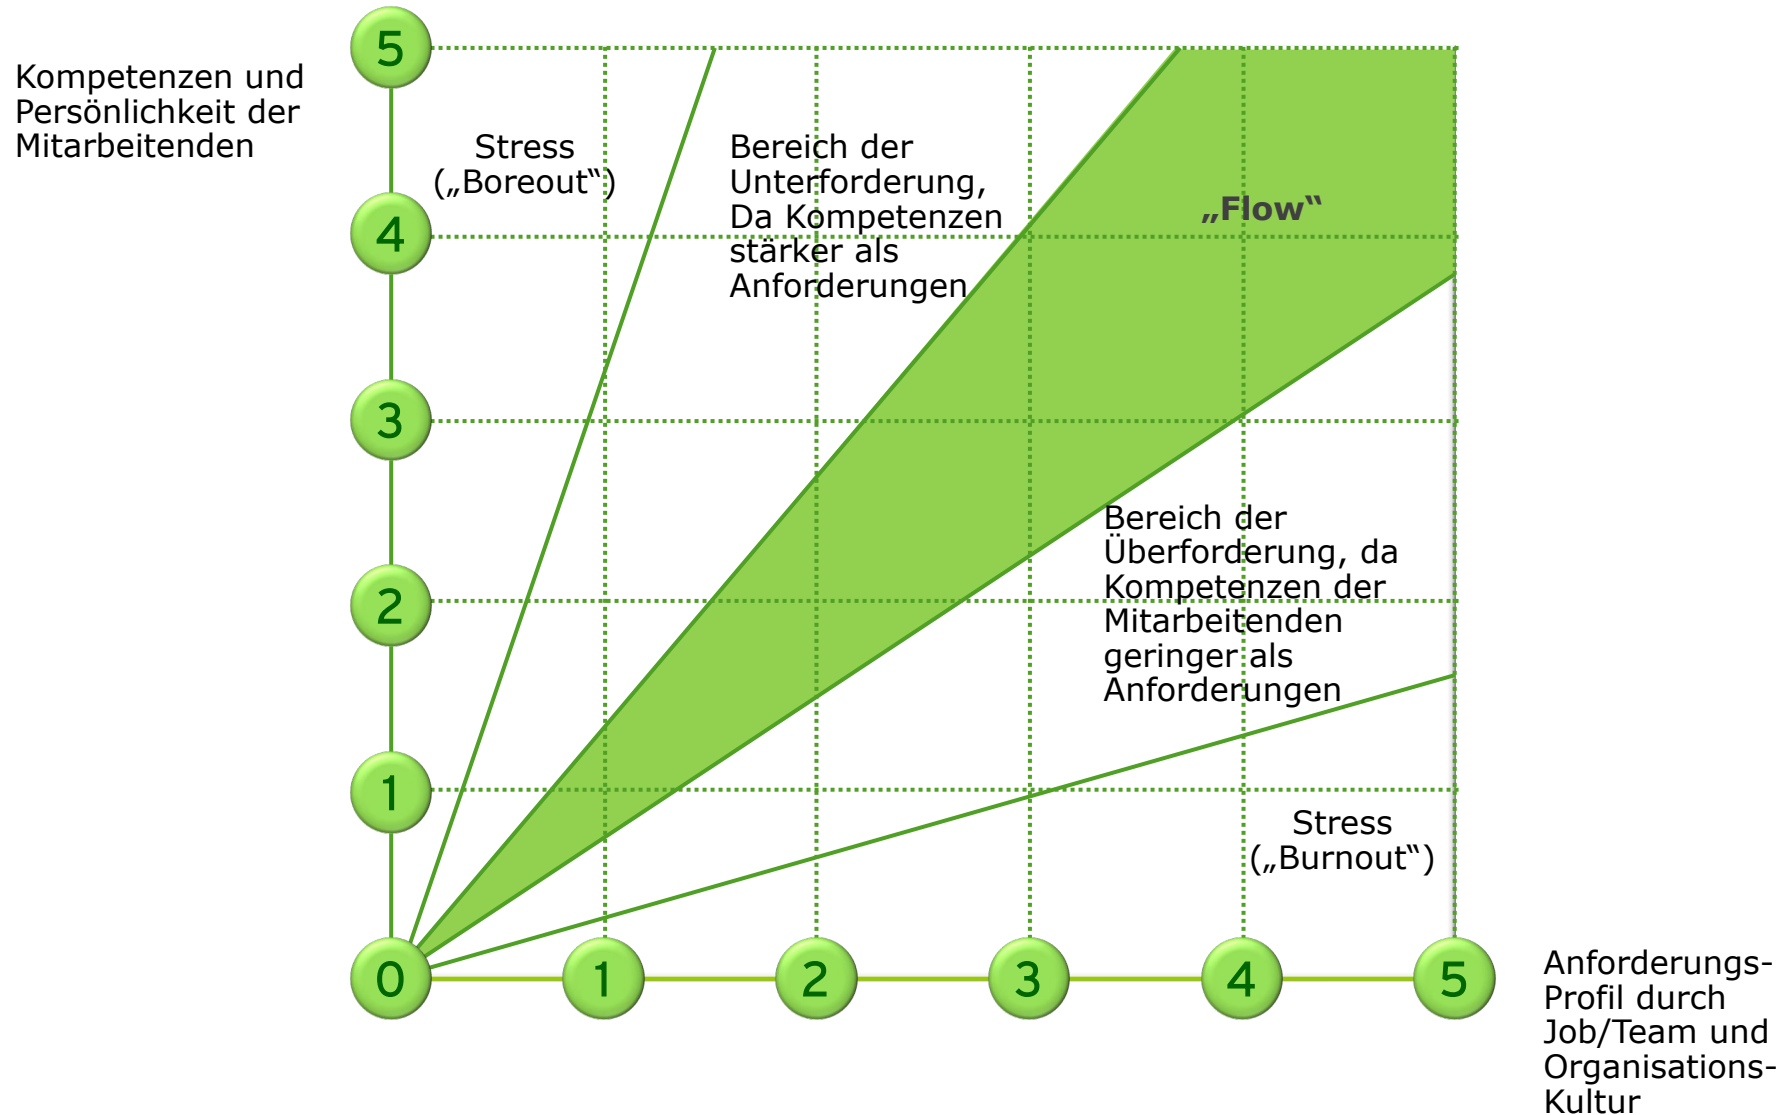 Kompetenzen und
Persönlichkeit der
Mitarbeitenden
5
4
3
2
1
0
1
2
3
4
5
Stress
(„Boreout“)
Bereich der
Unterforderung,
Da Kompetenzen
stärker als
Anforderungen
„Flow“
Bereich der
Überforderung, da
Kompetenzen der
Mitarbeitenden
geringer als
Anforderungen
Stress
(„Burnout“)
Anforderungs-
Profil durch
Job/Team und
Organisations-
Kultur